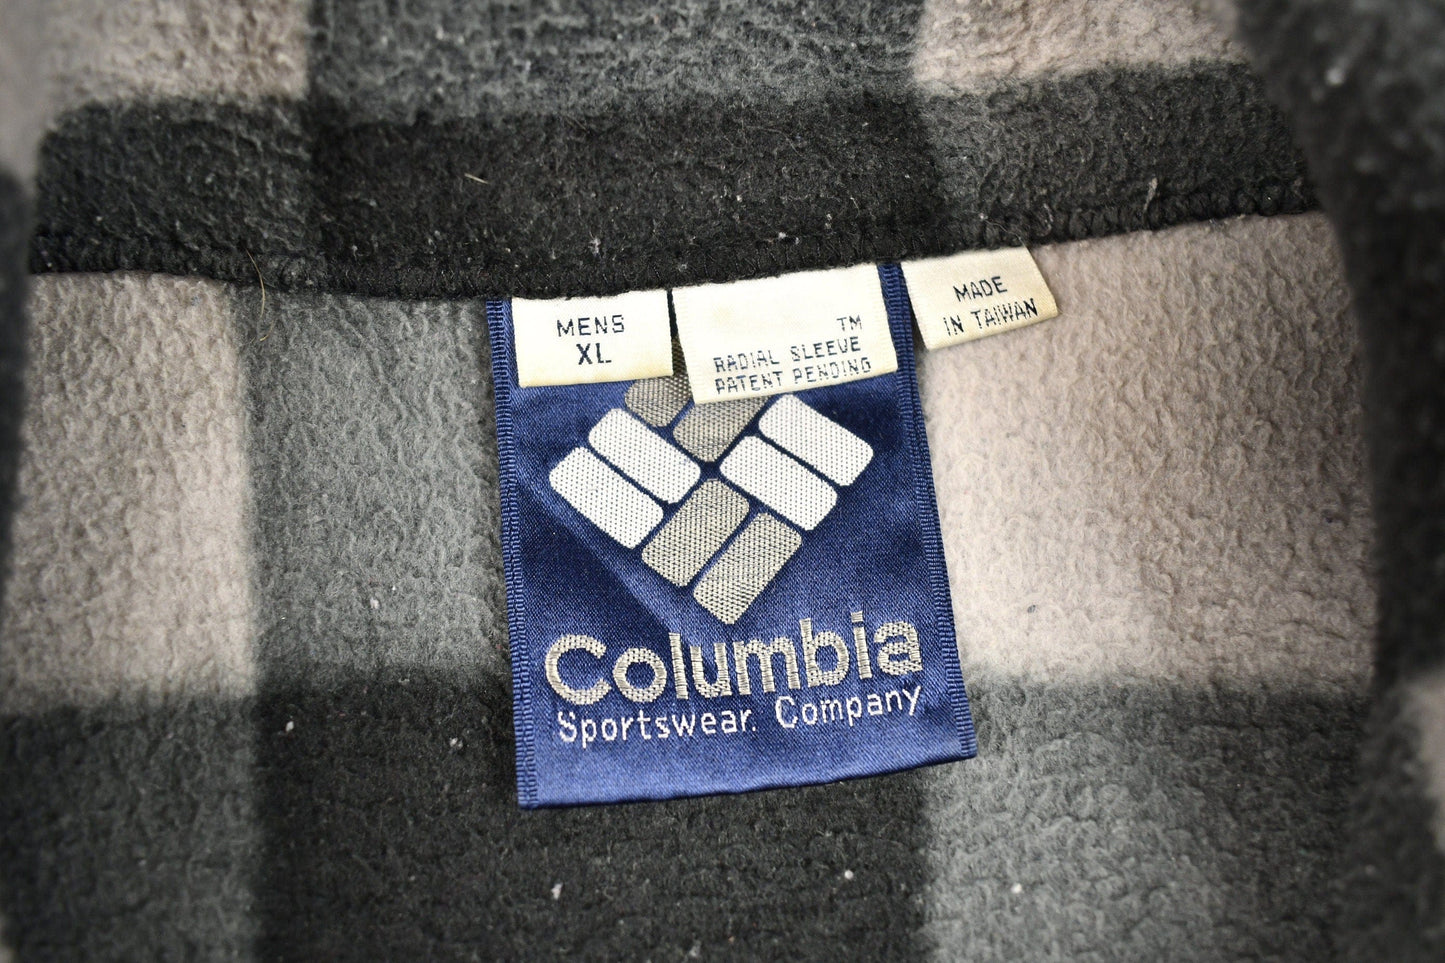 MENS
XL
TM
RADIAL SLEEVE
PATENT PENDING
MADE
IN TAIWAN
Columbia
Sportswear. Company